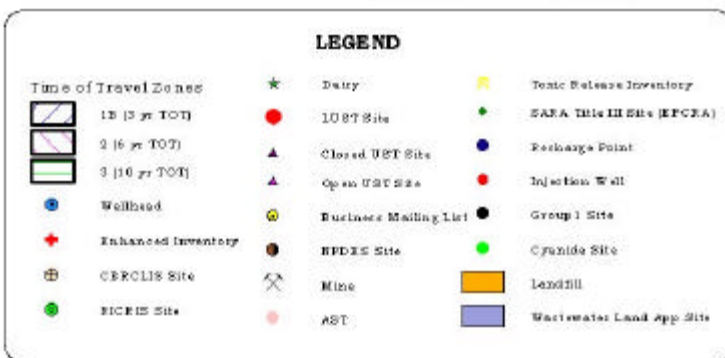 LEGEND
Time of Travel Zones
1B (3 yr TOT)
2 (6 yr TOT)
3 (10 yr TOT)
Wellhead
Enhanced Inventory
CERCLIS Site
RICRIS Site
Dairy
LUST Site
Closed UST Site
Open UST Site
Business Mailing List
NPDES Site
Mine
AST
Toxic Release Inventory
SARA Title III Site (EPCRA)
Recharge Point
Injection Well
Group 1 Site
Cyanide Site
Landfill
Wastewater Land App Site